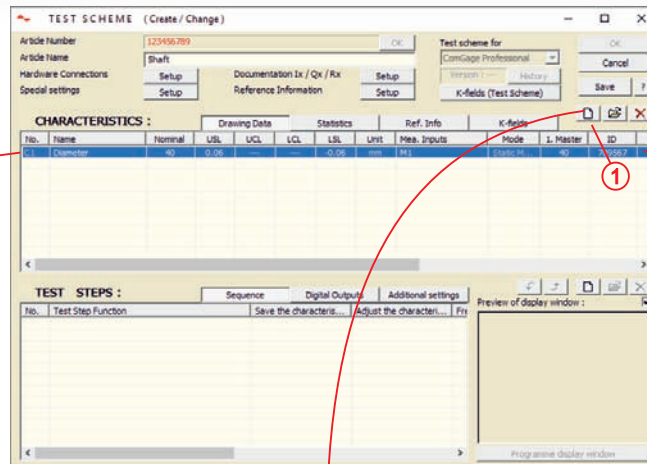 TEST SCHEME (Create / Change)
Article Number 123456789 OK Test scheme for OK
Article Name Shaft ComGage Professional Cancel
Hardware Connections Setup Documentation Ix / Qx / Rx Setup Version : --- History
Special settings Setup Reference Information Setup K-fields (Test Scheme) Save ?
CHARACTERISTICS : Drawing Data Statistics Ref. Info K-fields
No. Name Nominal USL UCL LCL LSL Unit Mea. Inputs Mode 1. Master ID
C1 Diameter 40 0.06 --- --- -0.06 mm M1 Static M... 40
1
TEST STEPS : Sequence Digital Outputs Additional settings
Preview of display window :
No. Test Step Function Save the characteris... Adjust the characteri... Fre
Programme display window